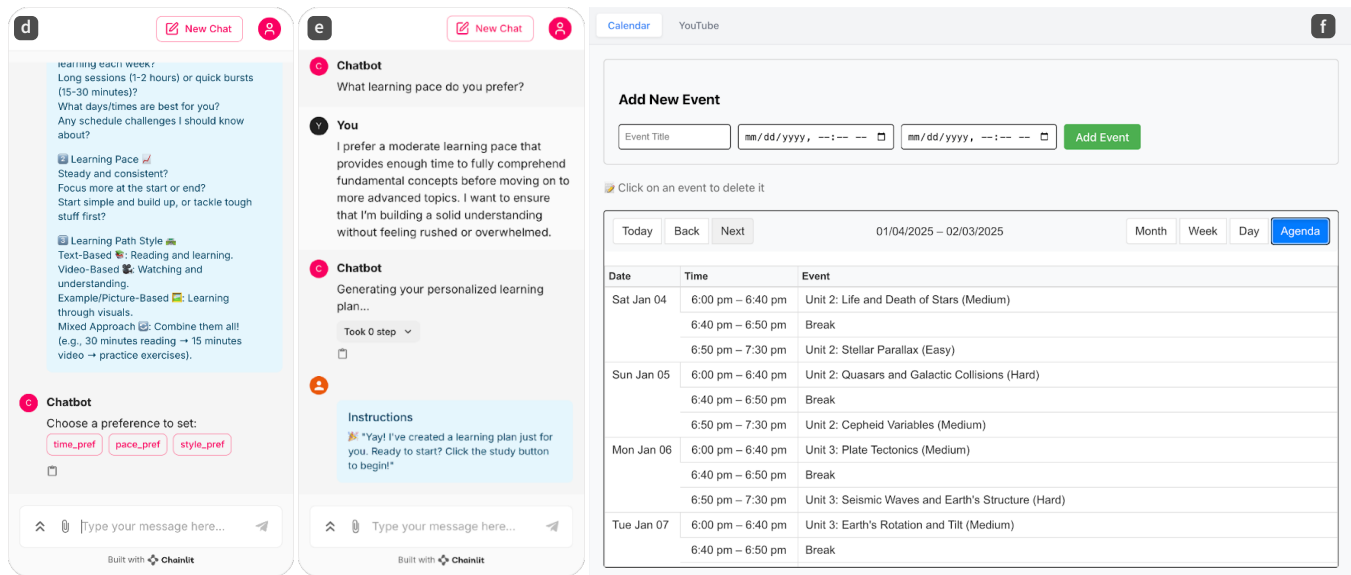 d
New Chat
learning each week?
Long sessions (1-2 hours) or quick bursts
(15-30 minutes)?
What days/times are best for you?
Any schedule challenges I should know
about?
2 Learning Pace
Steady and consistent?
Focus more at the start or end?
Start simple and build up, or tackle tough
stuff first?
3 Learning Path Style
Text-Based : Reading and learning.
Video-Based : Watching and
understanding.
Example/Picture-Based : Learning
through visuals.
Mixed Approach : Combine them all!
(e.g., 30 minutes reading → 15 minutes
video → practice exercises).
C Chatbot
Choose a preference to set:
time_pref pace_pref style_pref
Type your message here...
Built with Chainlit
e
New Chat
C Chatbot
What learning pace do you prefer?
Y You
I prefer a moderate learning pace that
provides enough time to fully comprehend
fundamental concepts before moving on to
more advanced topics. I want to ensure
that I'm building a solid understanding
without feeling rushed or overwhelmed.
C Chatbot
Generating your personalized learning
plan...
Took 0 step
Instructions
"Yay! I've created a learning plan just for
you. Ready to start? Click the study button
to begin!"
Type your message here...
Built with Chainlit
Calendar YouTube
f
Add New Event
Event Title mm/dd/yyyy, --:-- -- mm/dd/yyyy, --:-- -- Add Event
Click on an event to delete it
Today Back Next 01/04/2025 – 02/03/2025 Month Week Day Agenda
Date Time Event
Sat Jan 04 6:00 pm – 6:40 pm Unit 2: Life and Death of Stars (Medium)
6:40 pm – 6:50 pm Break
6:50 pm – 7:30 pm Unit 2: Stellar Parallax (Easy)
Sun Jan 05 6:00 pm – 6:40 pm Unit 2: Quasars and Galactic Collisions (Hard)
6:40 pm – 6:50 pm Break
6:50 pm – 7:30 pm Unit 2: Cepheid Variables (Medium)
Mon Jan 06 6:00 pm – 6:40 pm Unit 3: Plate Tectonics (Medium)
6:40 pm – 6:50 pm Break
6:50 pm – 7:30 pm Unit 3: Seismic Waves and Earth's Structure (Hard)
Tue Jan 07 6:00 pm – 6:40 pm Unit 3: Earth's Rotation and Tilt (Medium)
6:40 pm – 6:50 pm Break